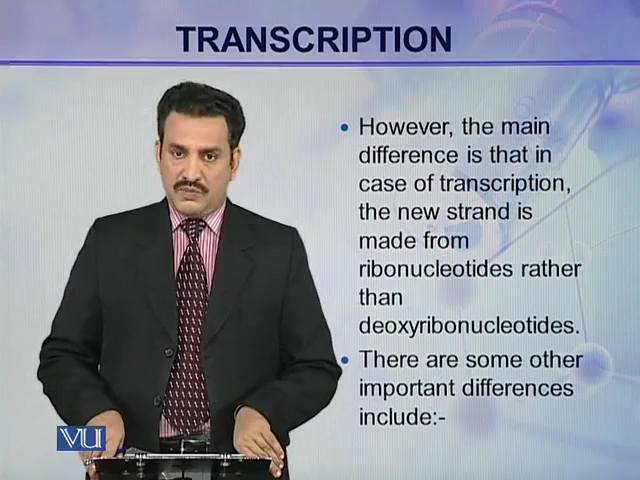 TRANSCRIPTION
• However, the main
difference is that in
case of transcription,
the new strand is
made from
ribonucleotides rather
than
deoxyribonucleotides.
• There are some other
important differences
include:-
VU